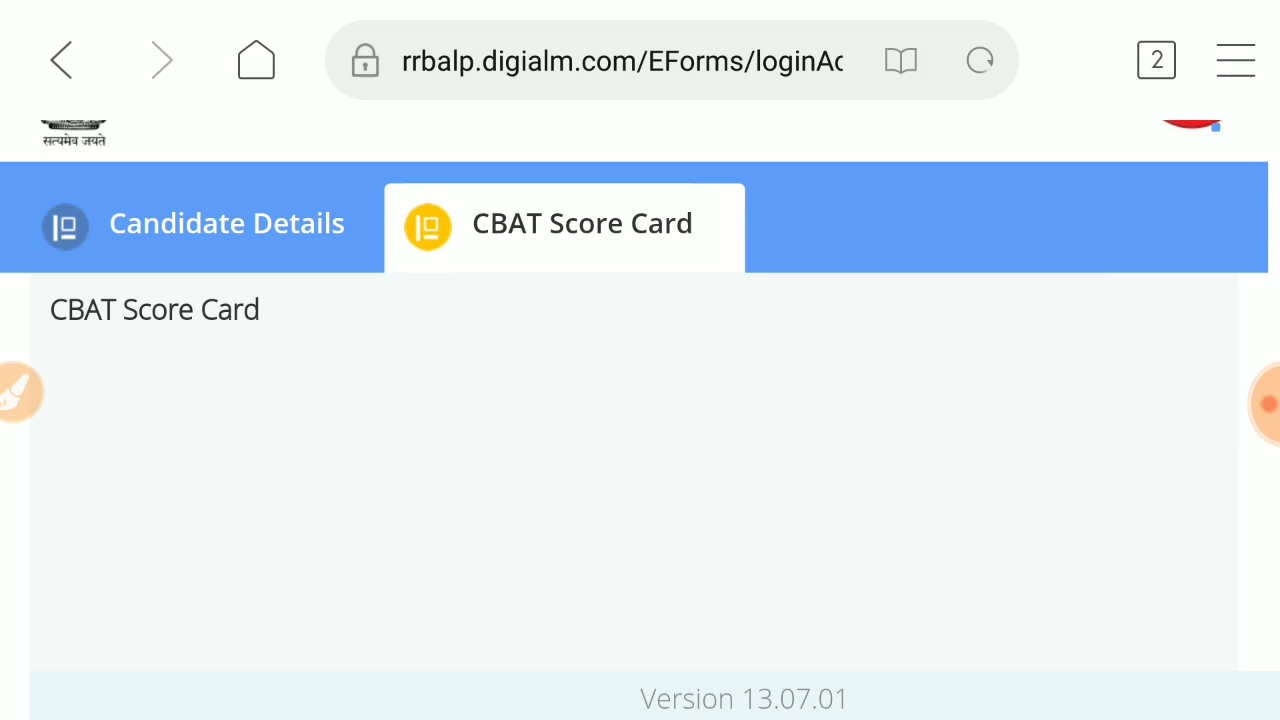 rrbalp.digialm.com/EForms/loginAc
2
सत्यमेव जयते
Candidate Details
CBAT Score Card
CBAT Score Card
Version 13.07.01